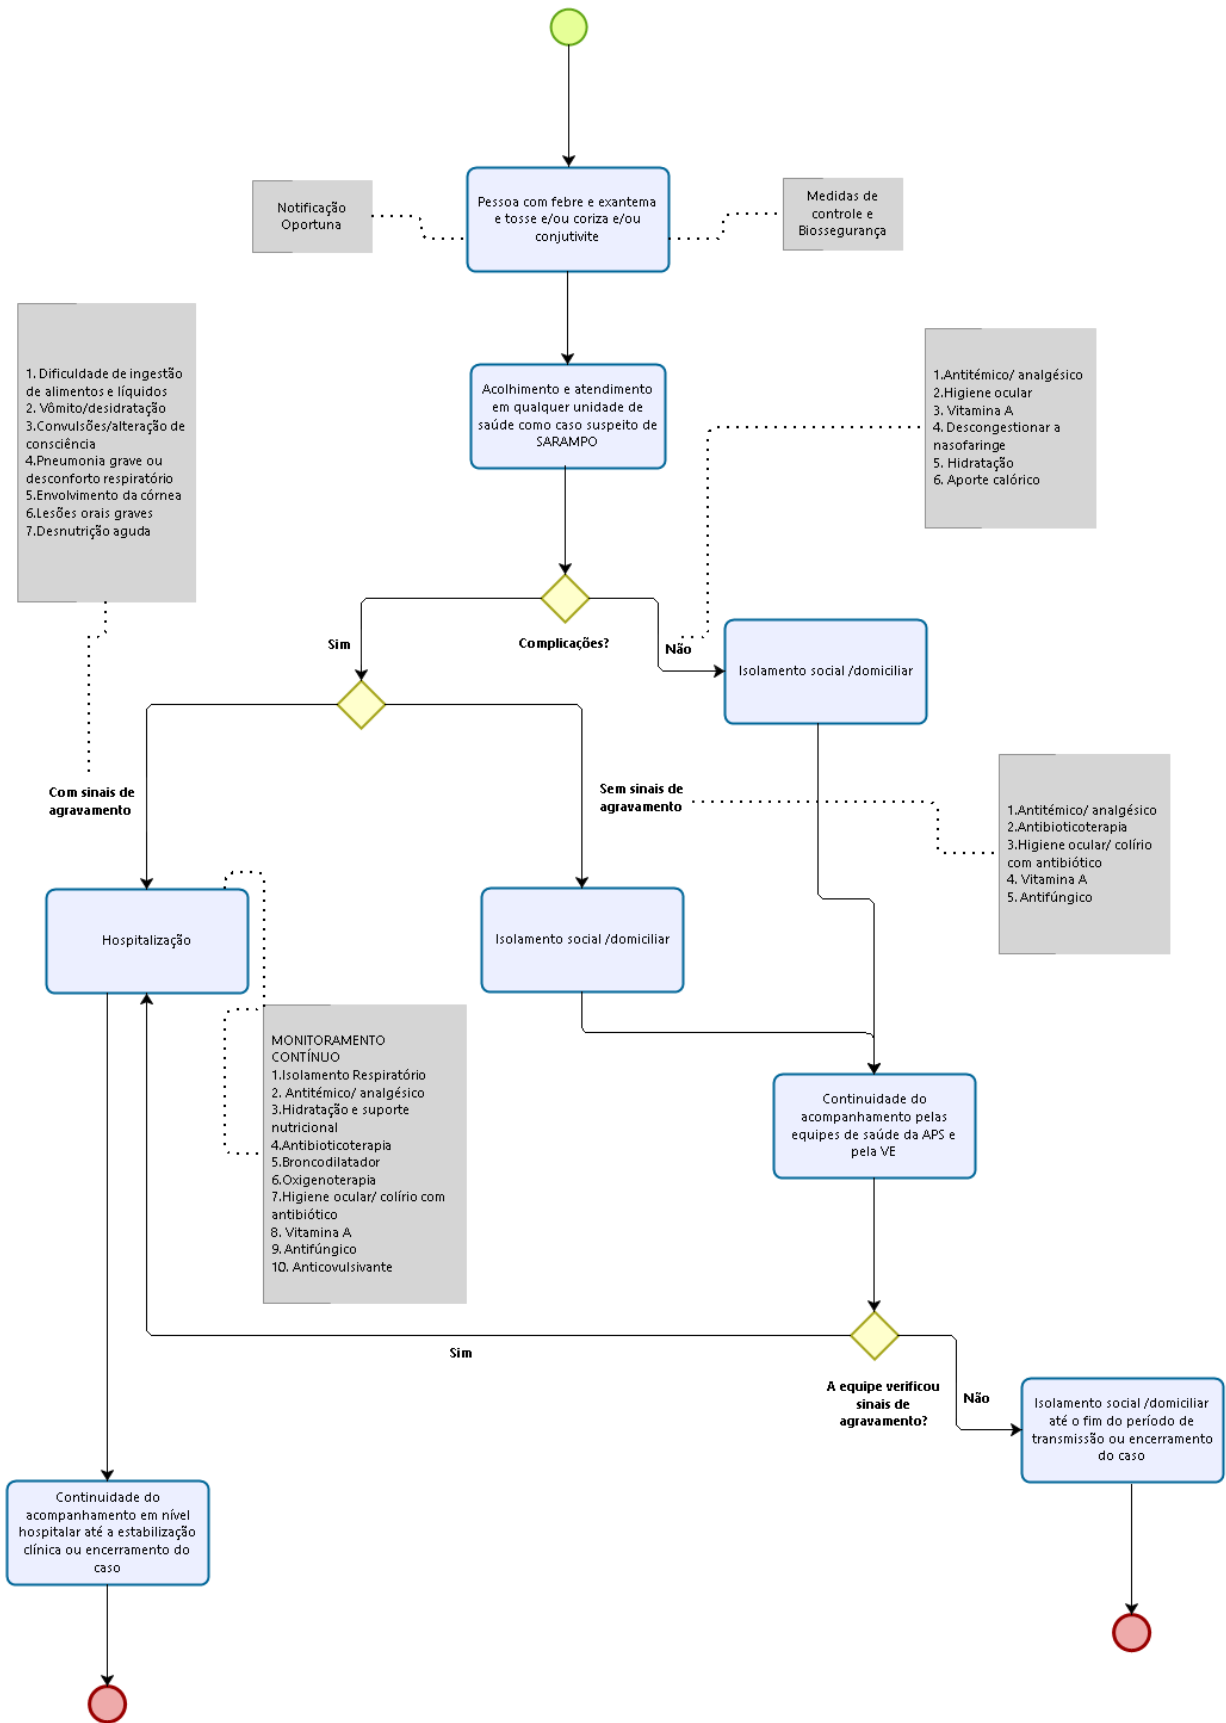 Notificação
Oportuna
Pessoa com febre e exantema
e tosse e/ou coriza e/ou
conjutivite
Medidas de
controle e
Biossegurança
1. Dificuldade de ingestão
de alimentos e líquidos
2. Vômito/desidratação
3.Convulsões/alteração de
consciência
4.Pneumonia grave ou
desconforto respiratório
5.Envolvimento da córnea
6.Lesões orais graves
7.Desnutrição aguda
Acolhimento e atendimento
em qualquer unidade de
saúde como caso suspeito de
SARAMPO
1.Antitémico/ analgésico
2.Higiene ocular
3. Vitamina A
4. Descongestionar a
nasofaringe
5. Hidratação
6. Aporte calórico
Sim
Complicações?
Não
Isolamento social /domiciliar
Com sinais de
agravamento
Sem sinais de
agravamento
1.Antitémico/ analgésico
2.Antibioticoterapia
3.Higiene ocular/ colírio
com antibiótico
4. Vitamina A
5. Antifúngico
Hospitalização
Isolamento social /domiciliar
MONITORAMENTO
CONTÍNUO
1.Isolamento Respiratório
2. Antitémico/ analgésico
3.Hidratação e suporte
nutricional
4.Antibioticoterapia
5.Broncodilatador
6.Oxigenoterapia
7.Higiene ocular/ colírio com
antibiótico
8. Vitamina A
9. Antifúngico
10. Anticovulsivante
Continuidade do
acompanhamento pelas
equipes de saúde da APS e
pela VE
Sim
A equipe verificou
sinais de
agravamento?
Não
Isolamento social /domiciliar
até o fim do período de
transmissão ou encerramento
do caso
Continuidade do
acompanhamento em nível
hospitalar até a estabilização
clínica ou encerramento do
caso